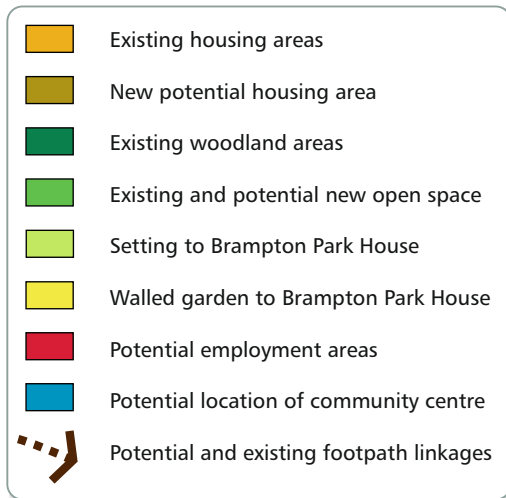 Existing housing areas
New potential housing area
Existing woodland areas
Existing and potential new open space
Setting to Brampton Park House
Walled garden to Brampton Park House
Potential employment areas
Potential location of community centre
Potential and existing footpath linkages